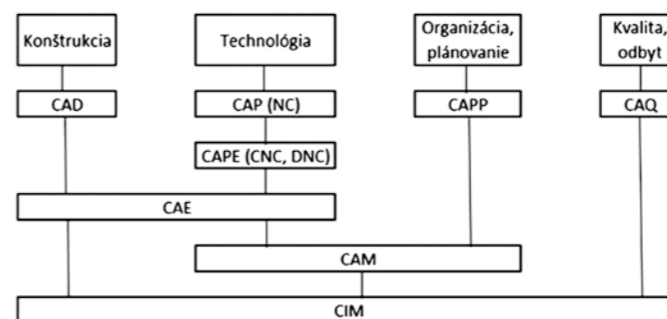 Konštrukcia
Technológia
Organizácia,
plánovanie
Kvalita,
odbyt
CAD
CAP (NC)
CAPP
CAQ
CAPE (CNC, DNC)
CAE
CAM
CIM